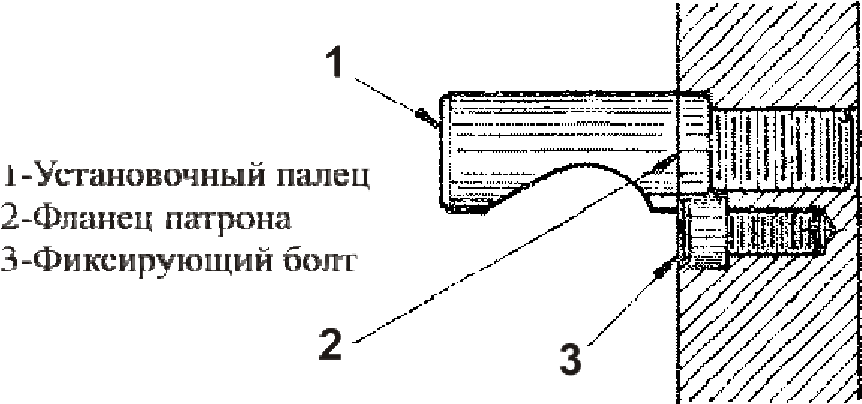 1
1-Установочный палец
2-Фланец патрона
3-Фиксирующий болт
2
3